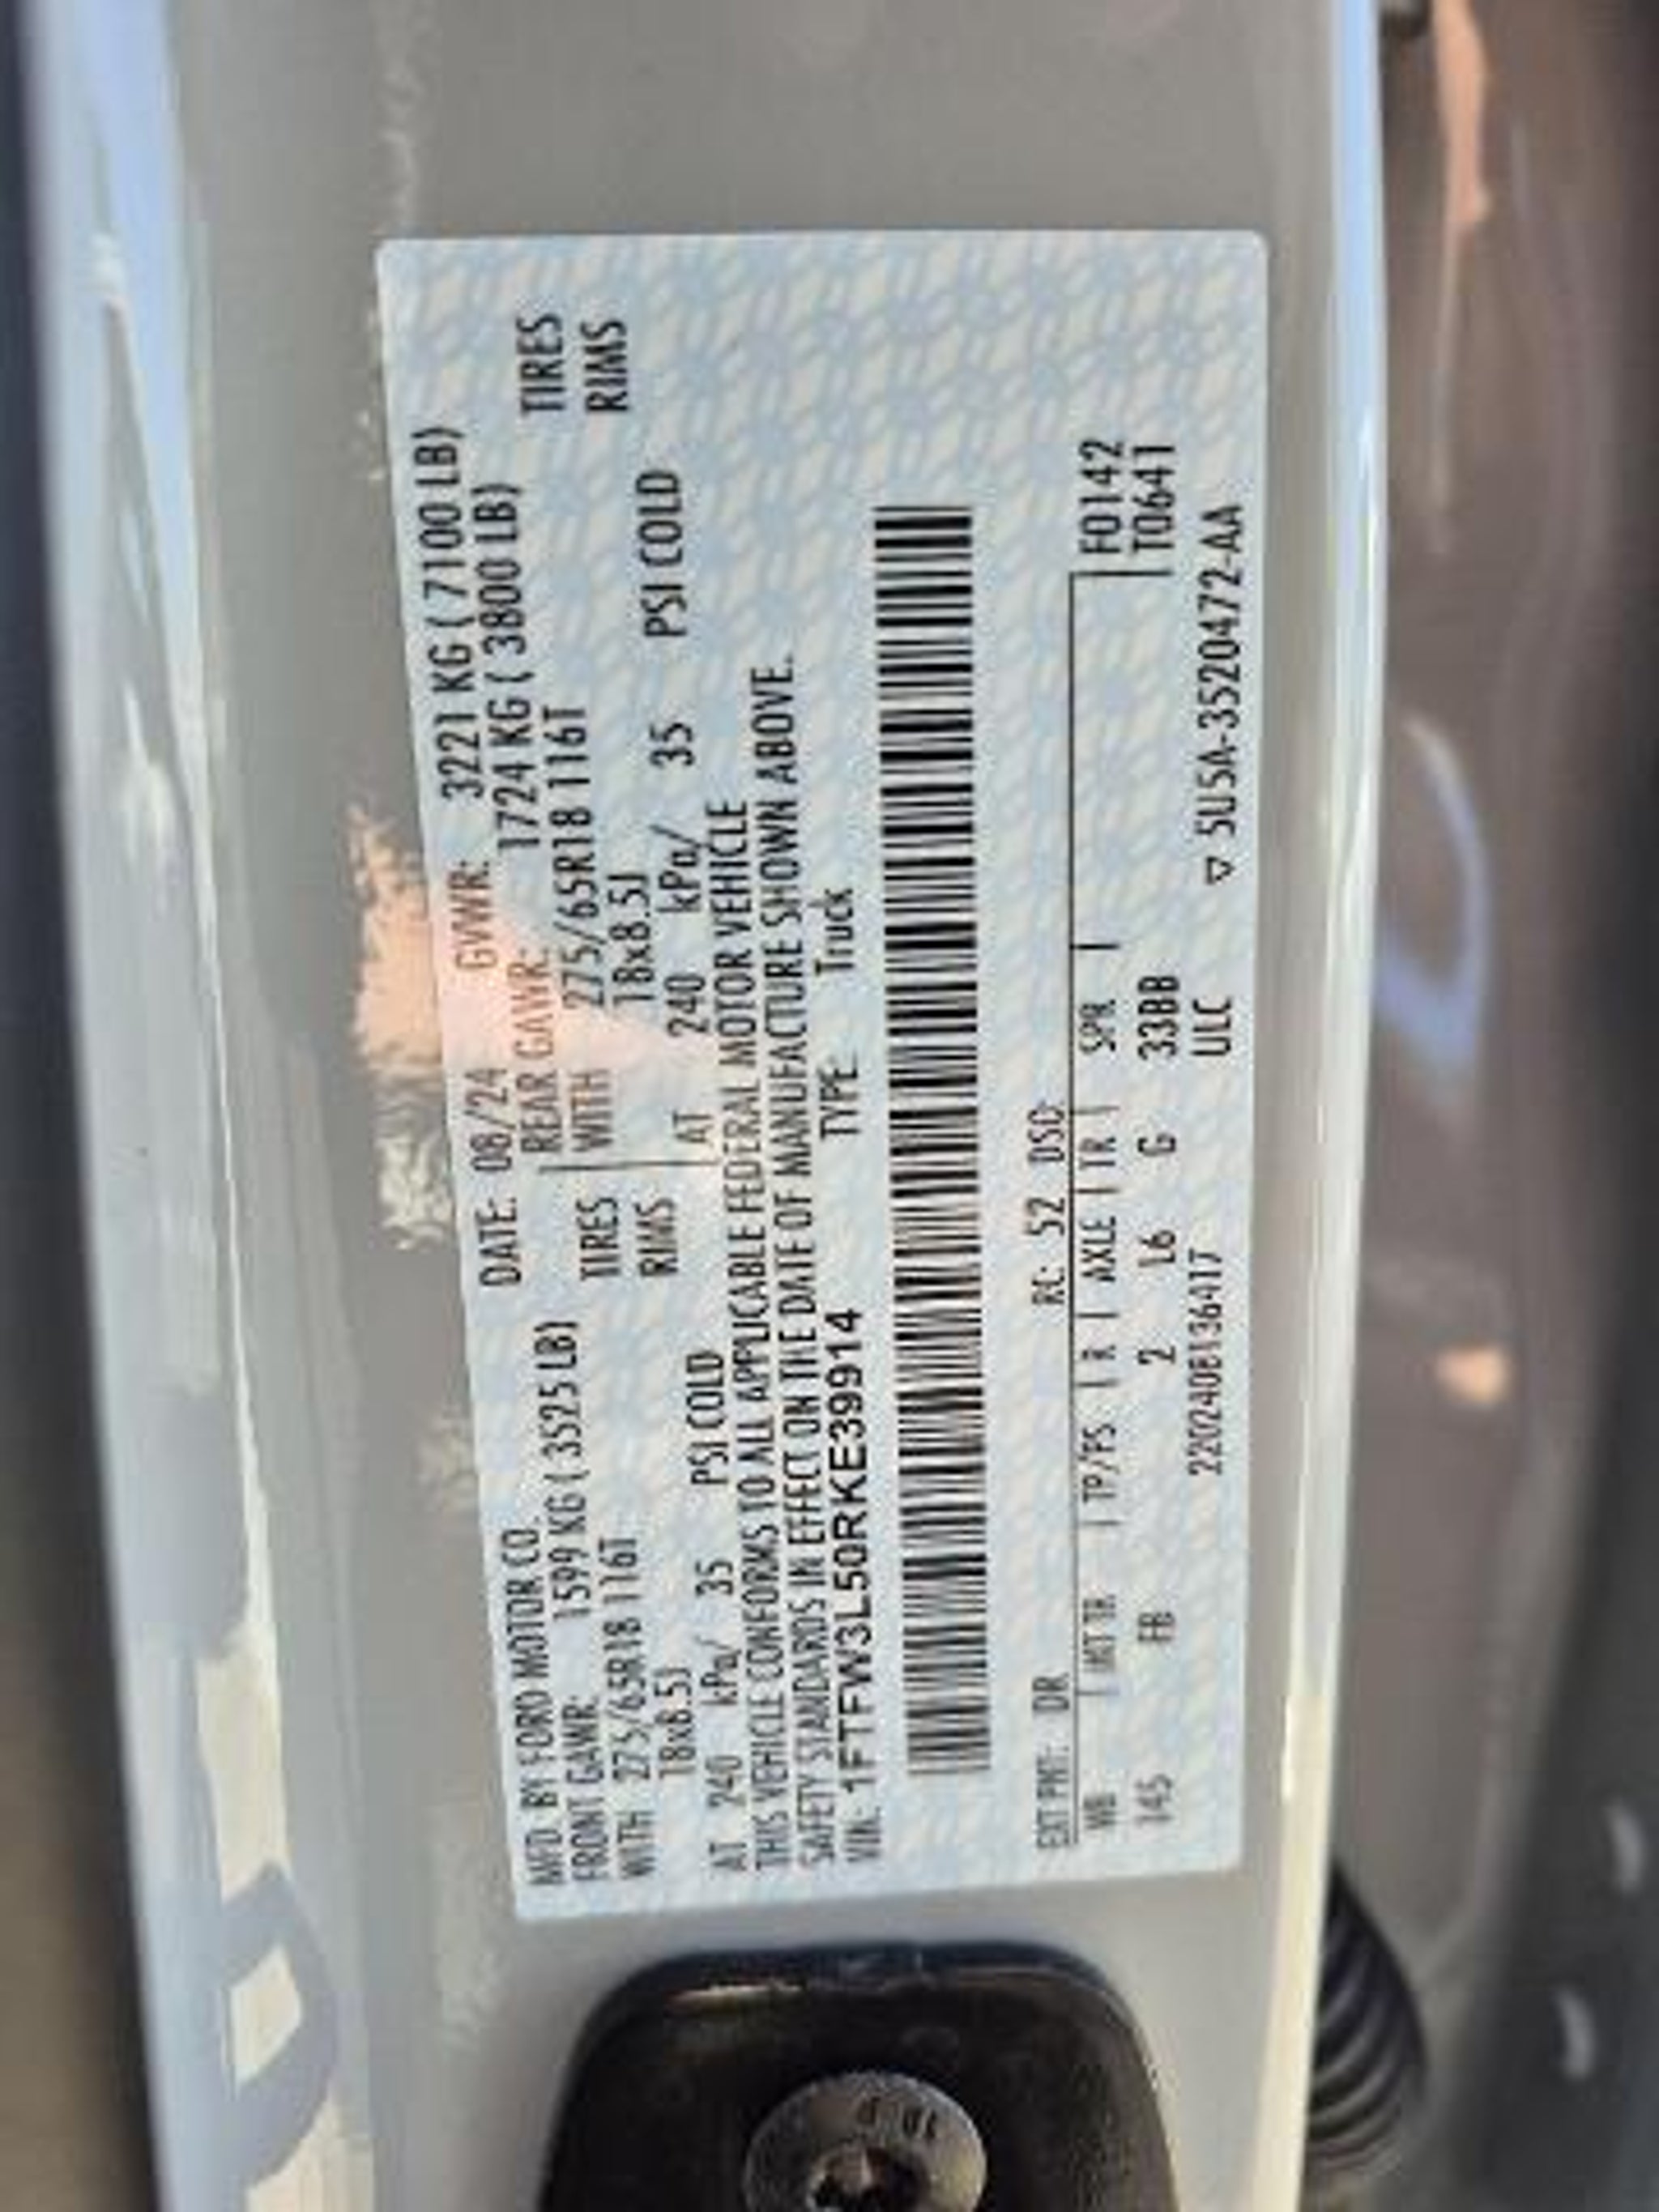 MFD. BY FORD MOTOR CO.
DATE: 08/24 GVWR: 3221 KG ( 7100 LB)
FRONT GAWR: 1599 KG ( 3525 LB)
REAR GAWR: 1724 KG ( 3800 LB)
WITH 275/65R18 116T TIRES
WITH 275/65R18 116T TIRES
18x8.5J RIMS
18x8.5J RIMS
AT 240 kPa/ 35 PSI COLD
AT 240 kPa/ 35 PSI COLD
THIS VEHICLE CONFORMS TO ALL APPLICABLE FEDERAL MOTOR VEHICLE
SAFETY STANDARDS IN EFFECT ON THE DATE OF MANUFACTURE SHOWN ABOVE.
VIN: 1FTFW3L50RKE39914 TYPE: Truck
EXT PNT: DR RC: 52 DSO:
WB INT TR TP/PS R AXLE TR SPR F0142
145 FB 2 L6 G 33BB T0641
ULC ▽ 5U5A-3520472-AA